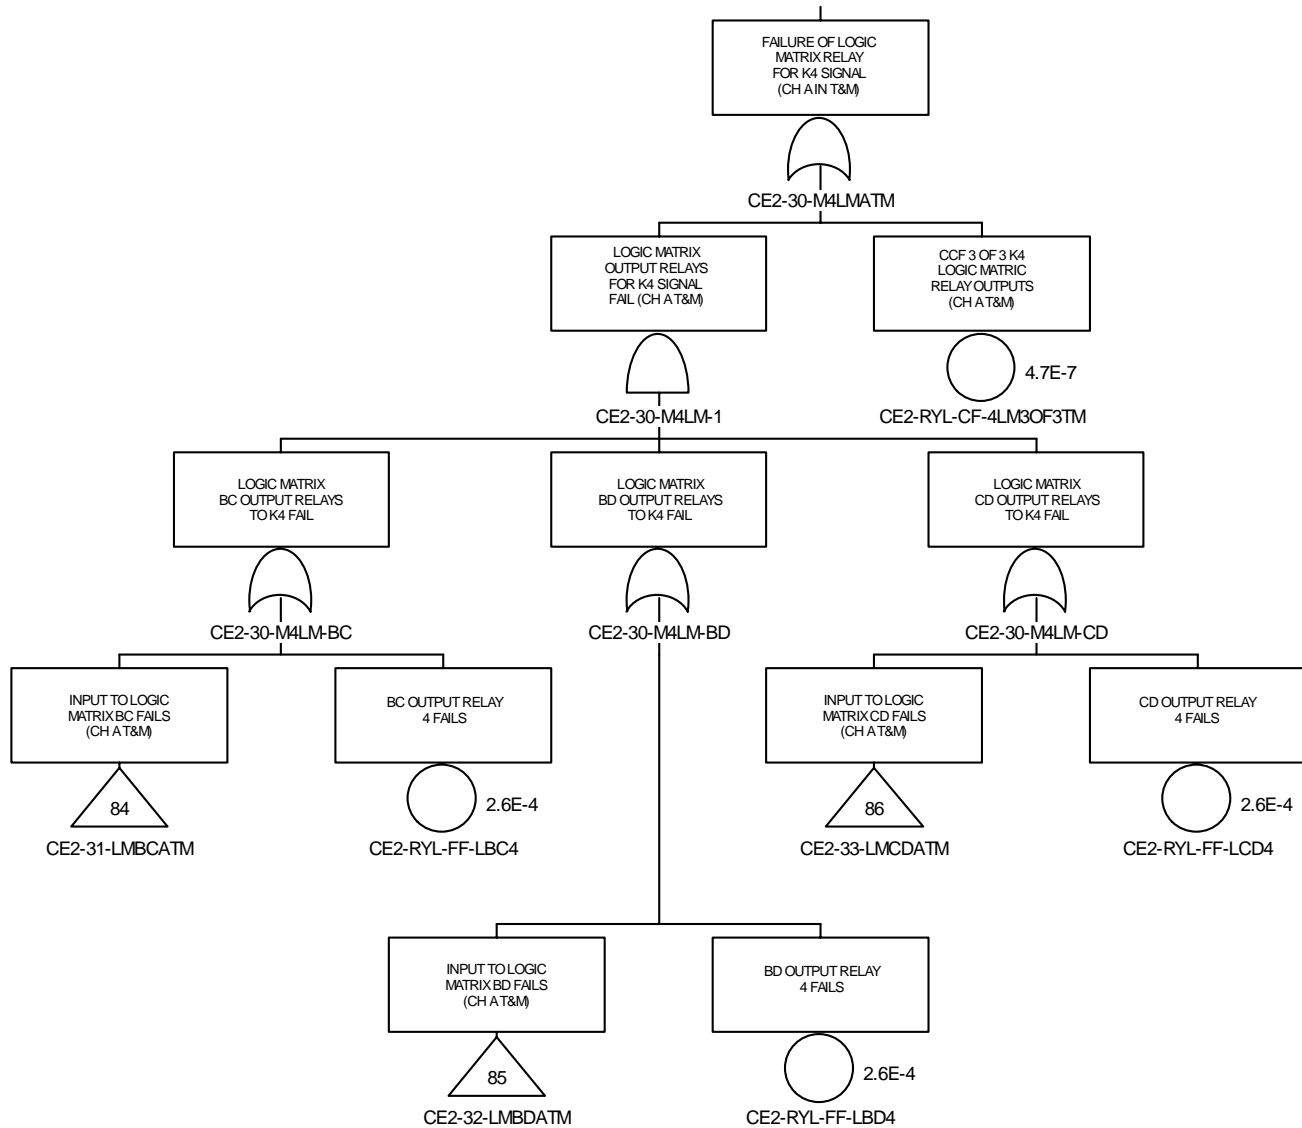 FAILURE OF LOGIC
MATRIX RELAY
FOR K4 SIGNAL
(CH A IN T&M)
CE2-30-M4LMATM
LOGIC MATRIX
OUTPUT RELAYS
FOR K4 SIGNAL
FAIL (CH A T&M)
CE2-30-M4LM-1
CCF 3 OF 3 K4
LOGIC MATRIC
RELAY OUTPUTS
(CH A T&M)
4.7E-7
CE2-RYL-CF-4LM3OF3TM
LOGIC MATRIX
BC OUTPUT RELAYS
TO K4 FAIL
CE2-30-M4LM-BC
LOGIC MATRIX
BD OUTPUT RELAYS
TO K4 FAIL
CE2-30-M4LM-BD
LOGIC MATRIX
CD OUTPUT RELAYS
TO K4 FAIL
CE2-30-M4LM-CD
INPUT TO LOGIC
MATRIX BC FAILS
(CH A T&M)
84
CE2-31-LMBCATM
BC OUTPUT RELAY
4 FAILS
2.6E-4
CE2-RYL-FF-LBC4
INPUT TO LOGIC
MATRIX CD FAILS
(CH A T&M)
86
CE2-33-LMCDATM
CD OUTPUT RELAY
4 FAILS
2.6E-4
CE2-RYL-FF-LCD4
INPUT TO LOGIC
MATRIX BD FAILS
(CH A T&M)
85
CE2-32-LMBDATM
BD OUTPUT RELAY
4 FAILS
2.6E-4
CE2-RYL-FF-LBD4